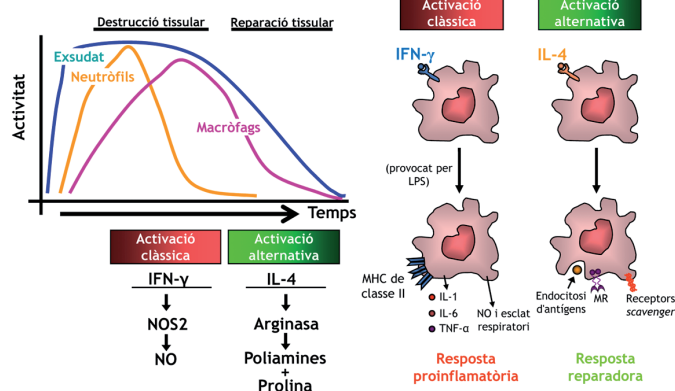 Destrucció tissular
Reparació tissular
Exsudat
Neutròfils
Macròfags
Activitat
Temps
Activació
clàssica
IFN-γ
NOS2
NO
Activació
alternativa
IL-4
Arginasa
Poliamines
+
Prolina
Activació
clàssica
IFN-γ
(provocat per
LPS)
MHC de
classe II
IL-1
IL-6
TNF-α
NO i esclat
respiratori
Resposta
proinflamatòria
Activació
alternativa
IL-4
Endocitosi
d'antígens
MR
Receptors
scavenger
Resposta
reparadora